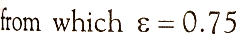 from which ε = 0.75